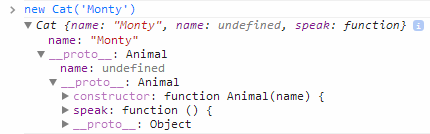 > new Cat('Monty')
▼ Cat {name: "Monty", name: undefined, speak: function} i
name: "Monty"
▼ __proto__: Animal
name: undefined
▼ __proto__: Animal
▶ constructor: function Animal(name) {
▶ speak: function () {
▶ __proto__: Object